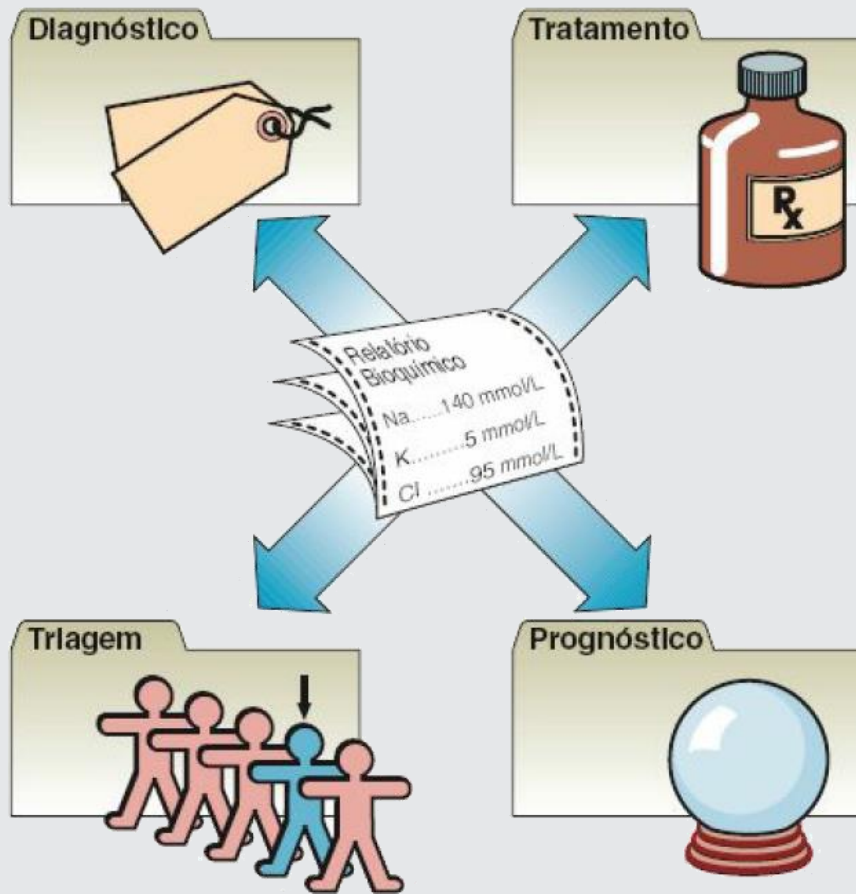 Diagnóstico
Tratamento
Rx
Relatório
Bioquímico
Na......140 mmol/L
K.........5 mmol/L
Cl ........95 mmol/L
Triagem
Prognóstico